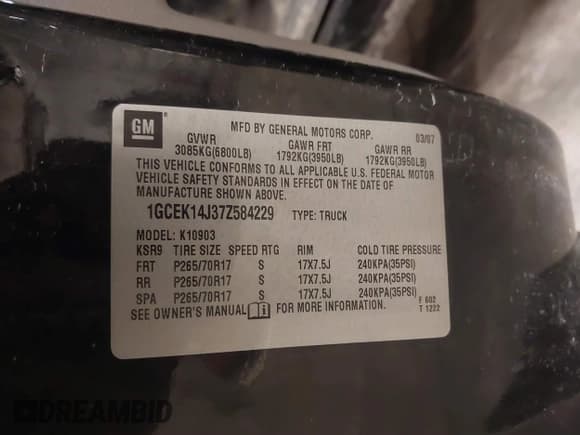 GM
MFD BY GENERAL MOTORS CORP. 03/07
GVWR GAWR FRT GAWR RR
3085KG(6800LB) 1792KG(3950LB) 1792KG(3950LB)
THIS VEHICLE CONFORMS TO ALL APPLICABLE U.S. FEDERAL MOTOR
VEHICLE SAFETY STANDARDS IN EFFECT ON THE DATE OF
MANUFACTURE SHOWN ABOVE.
1GCEK14J37Z584229 TYPE: TRUCK
MODEL: K10903
KSR9 TIRE SIZE SPEED RTG RIM COLD TIRE PRESSURE
FRT P265/70R17 S 17X7.5J 240KPA(35PSI)
RR P265/70R17 S 17X7.5J 240KPA(35PSI)
SPA P265/70R17 S 17X7.5J 240KPA(35PSI)
SEE OWNER'S MANUAL FOR MORE INFORMATION.
F 602
T 1222
DREAMBID